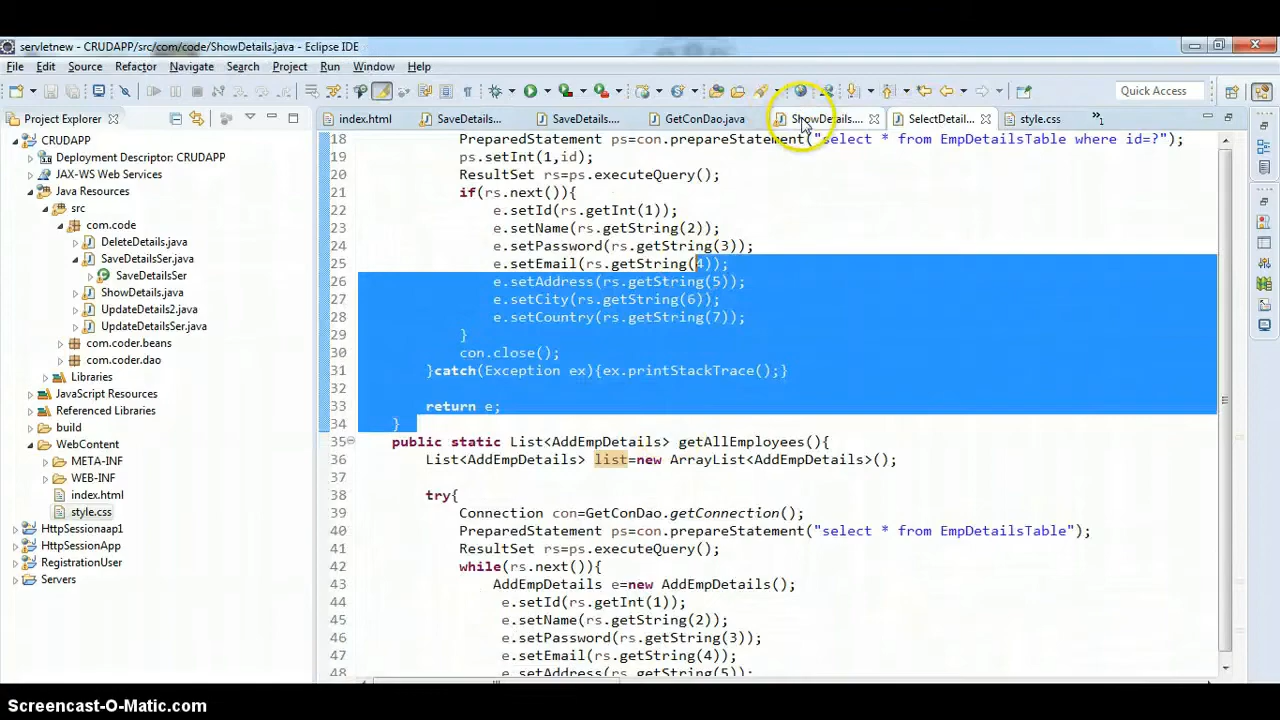 servletnew - CRUDAPP/src/com/code/ShowDetails.java - Eclipse IDE
File Edit Source Refactor Navigate Search Project Run Window Help
Quick Access
Project Explorer
index.html SaveDetails.... SaveDetails.... GetConDao.java ShowDetails.... SelectDetail... style.css »1
CRUDAPP
Deployment Descriptor: CRUDAPP
JAX-WS Web Services
Java Resources
src
com.code
DeleteDetails.java
SaveDetailsSer.java
SaveDetailsSer
ShowDetails.java
UpdateDetails2.java
UpdateDetailsSer.java
com.coder.beans
com.coder.dao
Libraries
JavaScript Resources
Referenced Libraries
build
WebContent
META-INF
WEB-INF
index.html
style.css
HttpSessionaap1
HttpSessionApp
RegistrationUser
Servers
18 PreparedStatement ps=con.prepareStatement("select * from EmpDetailsTable where id=?");
19 ps.setInt(1,id);
20 ResultSet rs=ps.executeQuery();
21 if(rs.next()){
22 e.setId(rs.getInt(1));
23 e.setName(rs.getString(2));
24 e.setPassword(rs.getString(3));
25 e.setEmail(rs.getString(4));
26 e.setAddress(rs.getString(5));
27 e.setCity(rs.getString(6));
28 e.setCountry(rs.getString(7));
29 }
30 con.close();
31 }catch(Exception ex){ex.printStackTrace();}
32
33 return e;
34 }
35 public static List<AddEmpDetails> getAllEmployees(){
36 List<AddEmpDetails> list=new ArrayList<AddEmpDetails>();
37
38 try{
39 Connection con=GetConDao.getConnection();
40 PreparedStatement ps=con.prepareStatement("select * from EmpDetailsTable");
41 ResultSet rs=ps.executeQuery();
42 while(rs.next()){
43 AddEmpDetails e=new AddEmpDetails();
44 e.setId(rs.getInt(1));
45 e.setName(rs.getString(2));
46 e.setPassword(rs.getString(3));
47 e.setEmail(rs.getString(4));
48 e.setAddress(rs.getString(5));
Screencast-O-Matic.com